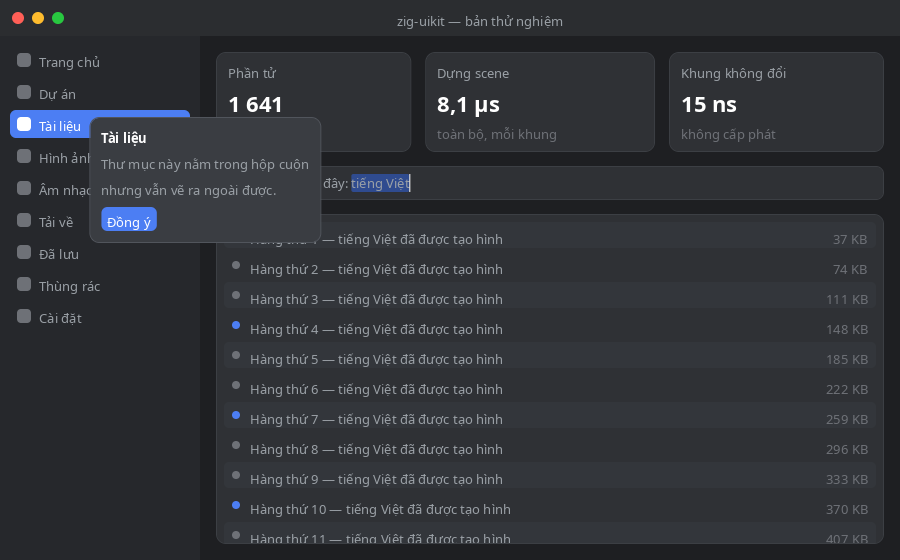 zig-uikit — bản thử nghiệm
Trang chủ
Dự án
Tài liệu
Hình ảnh
Âm nhạc
Tải về
Đã lưu
Thùng rác
Cài đặt
Tài liệu
Thư mục này nằm trong hộp cuộn
nhưng vẫn vẽ ra ngoài được.
Đồng ý
Phần tử
1 641
Dựng scene
8,1 µs
toàn bộ, mỗi khung
Khung không đổi
15 ns
không cấp phát
đây: tiếng Việt
Hàng thứ 1 — tiếng Việt đã được tạo hình 37 KB
Hàng thứ 2 — tiếng Việt đã được tạo hình 74 KB
Hàng thứ 3 — tiếng Việt đã được tạo hình 111 KB
Hàng thứ 4 — tiếng Việt đã được tạo hình 148 KB
Hàng thứ 5 — tiếng Việt đã được tạo hình 185 KB
Hàng thứ 6 — tiếng Việt đã được tạo hình 222 KB
Hàng thứ 7 — tiếng Việt đã được tạo hình 259 KB
Hàng thứ 8 — tiếng Việt đã được tạo hình 296 KB
Hàng thứ 9 — tiếng Việt đã được tạo hình 333 KB
Hàng thứ 10 — tiếng Việt đã được tạo hình 370 KB
Hàng thứ 11 — tiếng Việt đã được tạo hình 407 KB